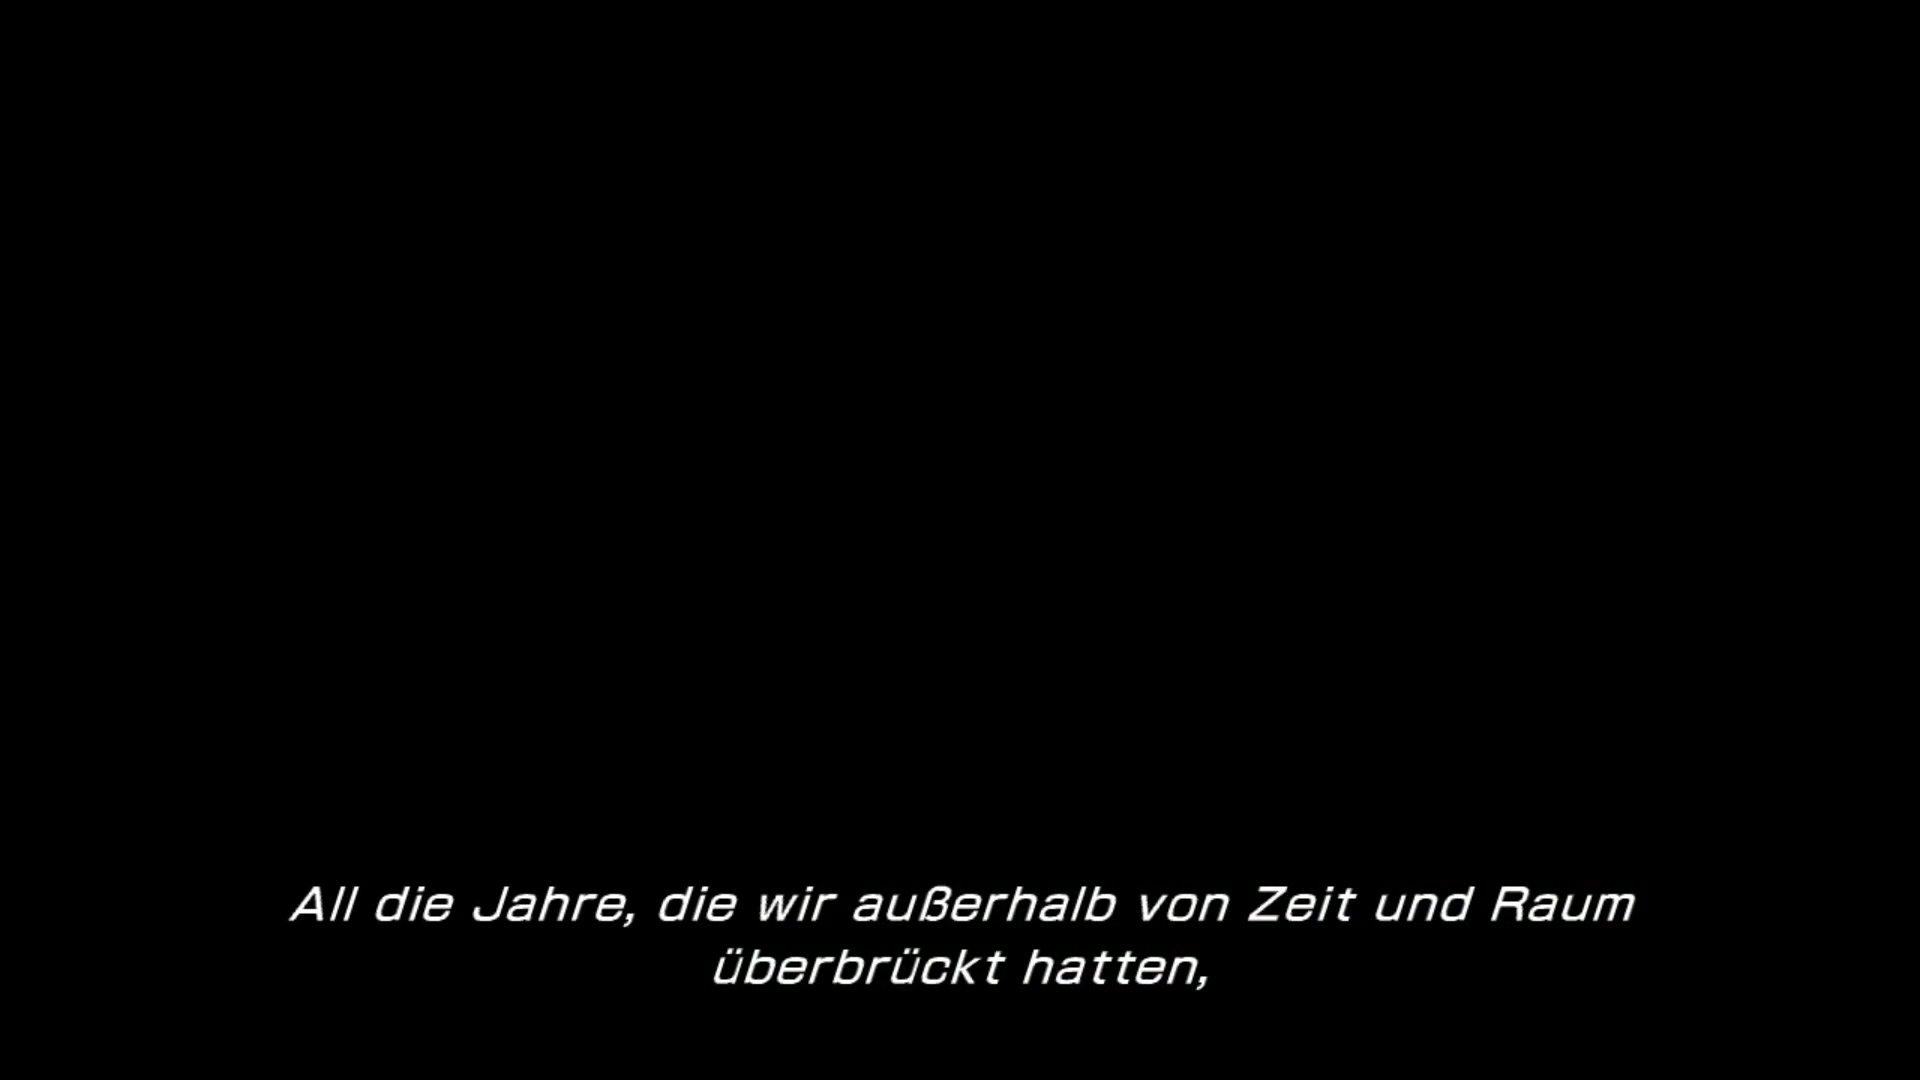 All die Jahre, die wir außerhalb von Zeit und Raum
überbrückt hatten,